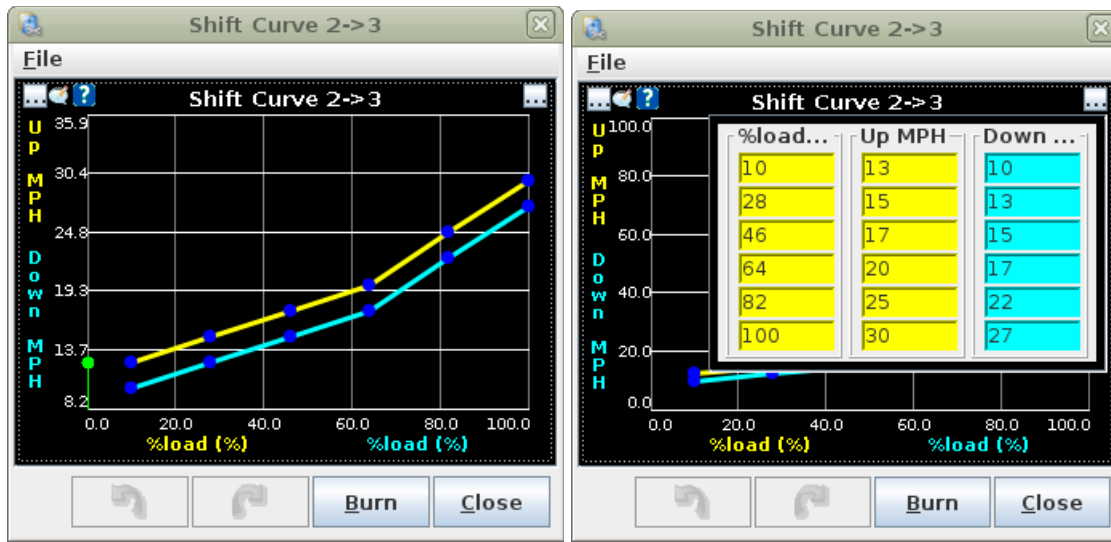 Shift Curve 2->3
File
... ? Shift Curve 2->3 ...
Up MPH Down MPH
35.9
30.4
24.8
19.3
13.7
8.2
0.0 20.0 40.0 60.0 80.0 100.0
%load (%) %load (%)
Burn Close
Shift Curve 2->3
File
... ? Shift Curve 2->3 ...
Up MPH Down MPH
100.0
80.0
60.0
40.0
20.0
0.0
%load... Up MPH Down ...
10 13 10
28 15 13
46 17 15
64 20 17
82 25 22
100 30 27
0.0 20.0 40.0 60.0 80.0 100.0
%load (%) %load (%)
Burn Close